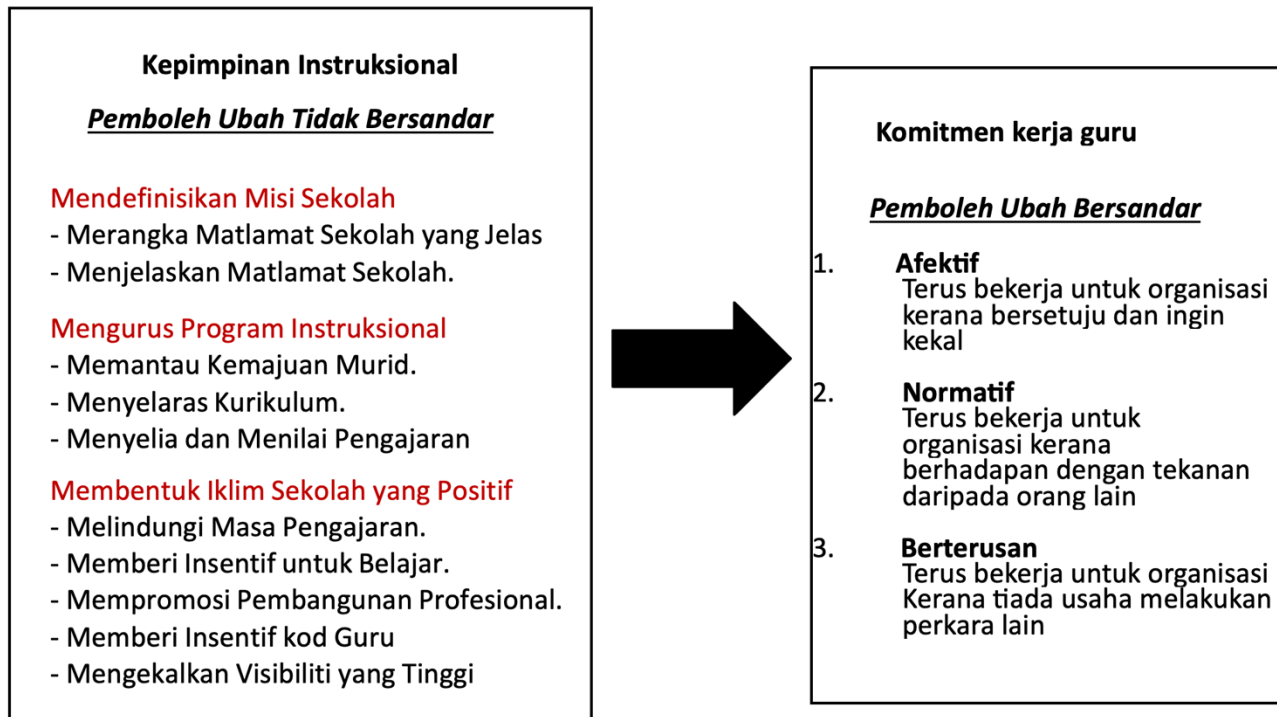 Kepimpinan Instruksional
Pemboleh Ubah Tidak Bersandar
Mendefinisikan Misi Sekolah
- Merangka Matlamat Sekolah yang Jelas
- Menjelaskan Matlamat Sekolah.
Mengurus Program Instruksional
- Memantau Kemajuan Murid.
- Menyelaras Kurikulum.
- Menyelia dan Menilai Pengajaran
Membentuk Iklim Sekolah yang Positif
- Melindungi Masa Pengajaran.
- Memberi Insentif untuk Belajar.
- Mempromosi Pembangunan Profesional.
- Memberi Insentif kod Guru
- Mengekalkan Visibiliti yang Tinggi
Komitmen kerja guru
Pemboleh Ubah Bersandar
1. Afektif
Terus bekerja untuk organisasi
kerana bersetuju dan ingin
kekal
2. Normatif
Terus bekerja untuk
organisasi kerana
berhadapan dengan tekanan
daripada orang lain
3. Berterusan
Terus bekerja untuk organisasi
Kerana tiada usaha melakukan
perkara lain